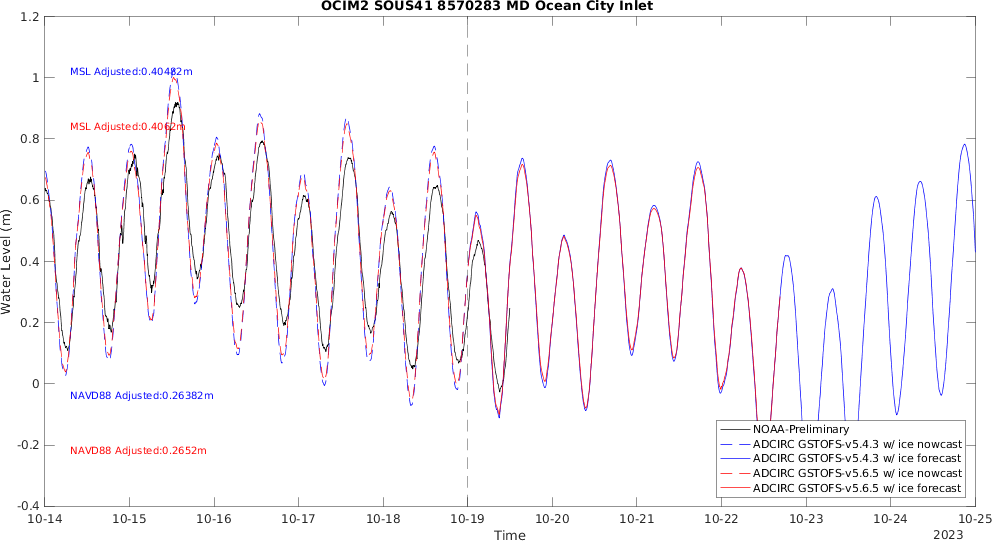 OCIM2 SOUS41 8570283 MD Ocean City Inlet
1.2
1
0.8
0.6
0.4
0.2
0
-0.2
-0.4
Water Level (m)
MSL Adjusted:0.40482m
MSL Adjusted:0.4062m
NAVD88 Adjusted:0.26382m
NAVD88 Adjusted:0.2652m
NOAA-Preliminary
ADCIRC GSTOFS-v5.4.3 w/ ice nowcast
ADCIRC GSTOFS-v5.4.3 w/ ice forecast
ADCIRC GSTOFS-v5.6.5 w/ ice nowcast
ADCIRC GSTOFS-v5.6.5 w/ ice forecast
10-14 10-15 10-16 10-17 10-18 10-19 10-20 10-21 10-22 10-23 10-24 10-25
Time
2023